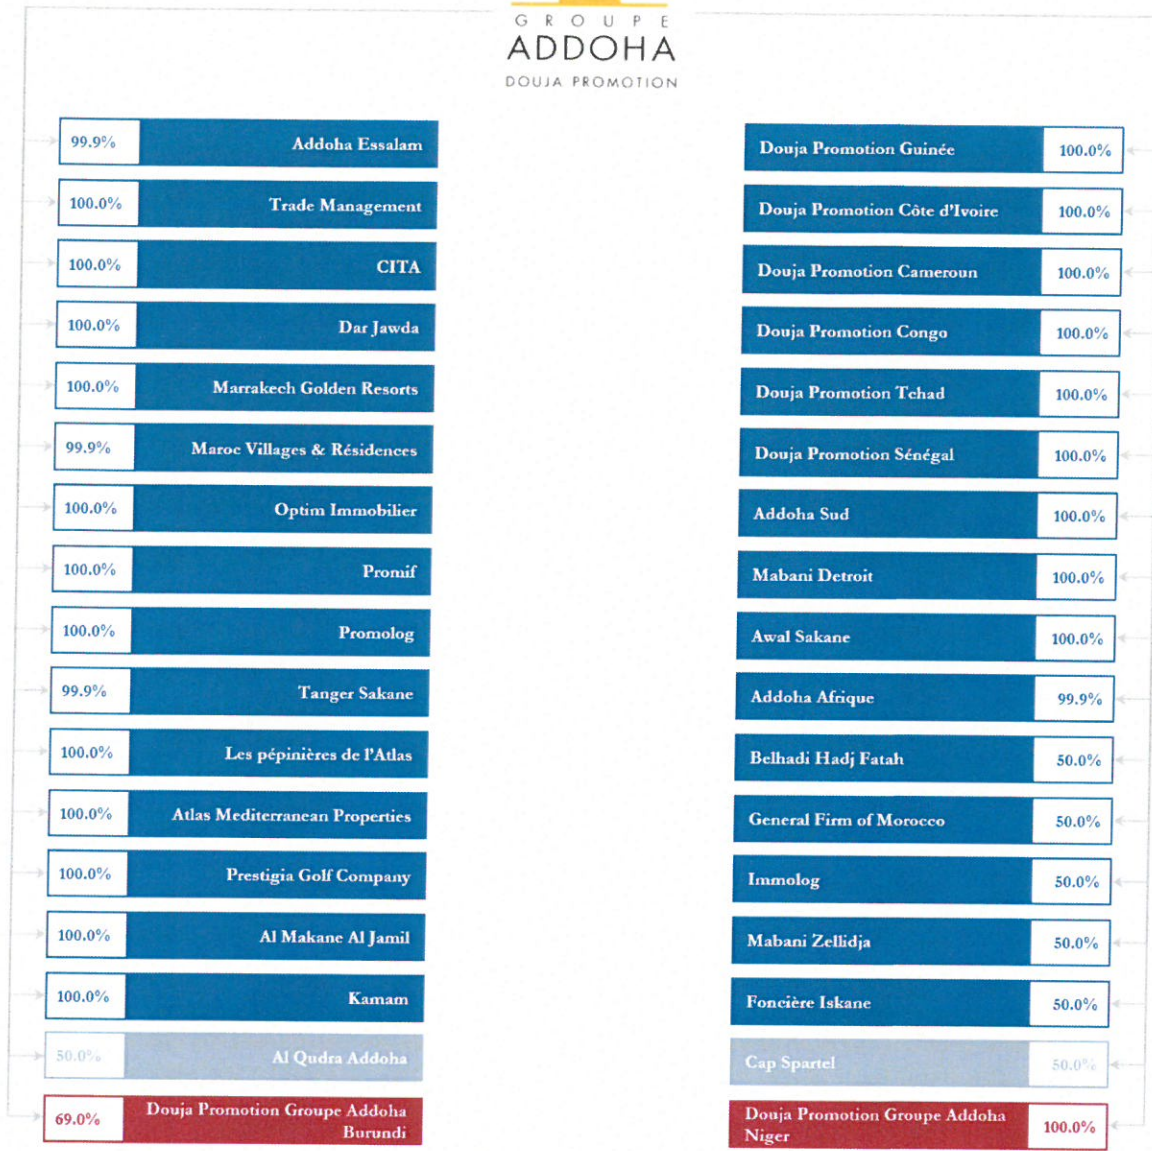 GROUPE
ADDOHA
DOUJA PROMOTION
99.9% Addoha Essalam
100.0% Trade Management
100.0% CITA
100.0% Dar Jawda
100.0% Marrakech Golden Resorts
99.9% Maroc Villages & Résidences
100.0% Optim Immobilier
100.0% Promif
100.0% Promolog
99.9% Tanger Sakane
100.0% Les pépinières de l'Atlas
100.0% Atlas Mediterranean Properties
100.0% Prestigia Golf Company
100.0% Al Makane Al Jamil
100.0% Kamam
50.0% Al Qudra Addoha
69.0% Douja Promotion Groupe Addoha
Burundi
Douja Promotion Guinée 100.0%
Douja Promotion Côte d'Ivoire 100.0%
Douja Promotion Cameroun 100.0%
Douja Promotion Congo 100.0%
Douja Promotion Tchad 100.0%
Douja Promotion Sénégal 100.0%
Addoha Sud 100.0%
Mabani Detroit 100.0%
Awal Sakane 100.0%
Addoha Afrique 99.9%
Belhadi Hadj Fatah 50.0%
General Firm of Morocco 50.0%
Immolog 50.0%
Mabani Zellidja 50.0%
Foncière Iskane 50.0%
Cap Spartel 50.0%
Douja Promotion Groupe Addoha
Niger 100.0%